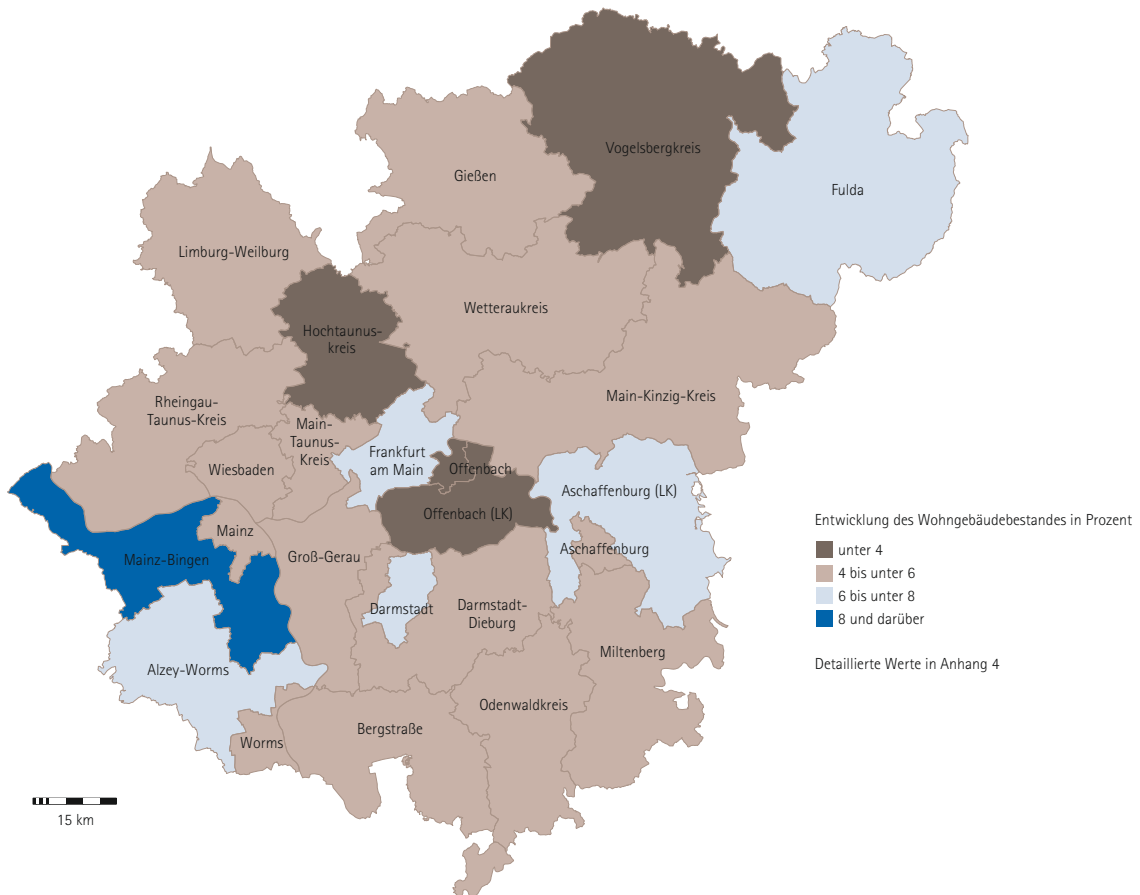 Vogelsbergkreis
Gießen
Fulda
Limburg-Weilburg
Wetteraukreis
Hochtaunus-
kreis
Main-Kinzig-Kreis
Rheingau-
Taunus-Kreis
Main-
Taunus-
Kreis
Frankfurt
am Main
Wiesbaden
Offenbach
Aschaffenburg (LK)
Offenbach (LK)
Mainz
Mainz-Bingen
Groß-Gerau
Aschaffenburg
Darmstadt
Darmstadt-
Dieburg
Miltenberg
Alzey-Worms
Odenwaldkreis
Bergstraße
Worms
15 km
Entwicklung des Wohngebäudebestandes in Prozent
unter 4
4 bis unter 6
6 bis unter 8
8 und darüber
Detaillierte Werte in Anhang 4